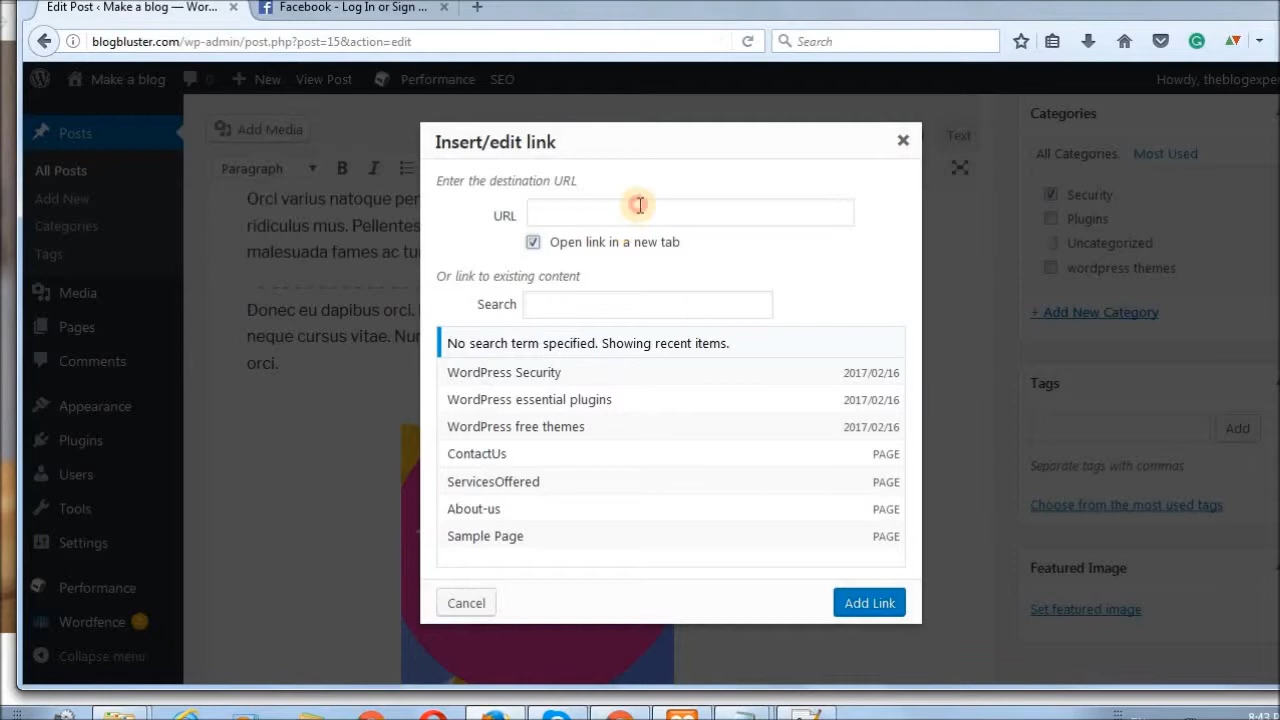 Edit Post ‹ Make a blog — Wor...
Facebook - Log In or Sign ...
blogbluster.com/wp-admin/post.php?post=15&action=edit
Search
Make a blog
0
New
View Post
Performance
SEO
Howdy, theblogexper
Posts
All Posts
Add New
Categories
Tags
Media
Pages
Comments
Appearance
Plugins
Users
Tools
Settings
Performance
Wordfence
Collapse menu
Add Media
Text
Paragraph
B
I
Orci varius natoque per
ridiculus mus. Pellentes
malesuada fames ac tu
Donec eu dapibus orci.
neque cursus vitae. Nun
orci.
Insert/edit link
Enter the destination URL
URL
Open link in a new tab
Or link to existing content
Search
No search term specified. Showing recent items.
WordPress Security 2017/02/16
WordPress essential plugins 2017/02/16
WordPress free themes 2017/02/16
ContactUs PAGE
ServicesOffered PAGE
About-us PAGE
Sample Page PAGE
Cancel
Add Link
Categories
All Categories
Most Used
Security
Plugins
Uncategorized
wordpress themes
+ Add New Category
Tags
Add
Separate tags with commas
Choose from the most used tags
Featured Image
Set featured image